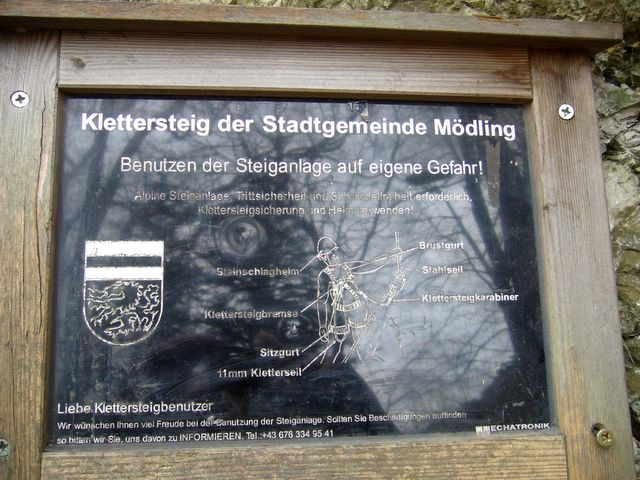 Klettersteig der Stadtgemeinde Mödling
Benutzen der Steiganlage auf eigene Gefahr!
Alpine Steiganlage, Trittsicherheit und Schwindelfreiheit erforderlich,
Klettersteigsicherung und Helm verwenden!
Brustgurt
Steinschlaghelm
Stahlseil
Klettersteigkarabiner
Klettersteigbremse
Sitzgurt
11mm Kletterseil
Liebe Klettersteigbenutzer
Wir wünschen Ihnen viel Freude bei der Benutzung der Steiganlage. Sollten Sie Beschädigungen auffinden
so bitten wir Sie, uns davon zu INFORMIEREN. Tel.:+43 676 334 95 41
MECHATRONIK